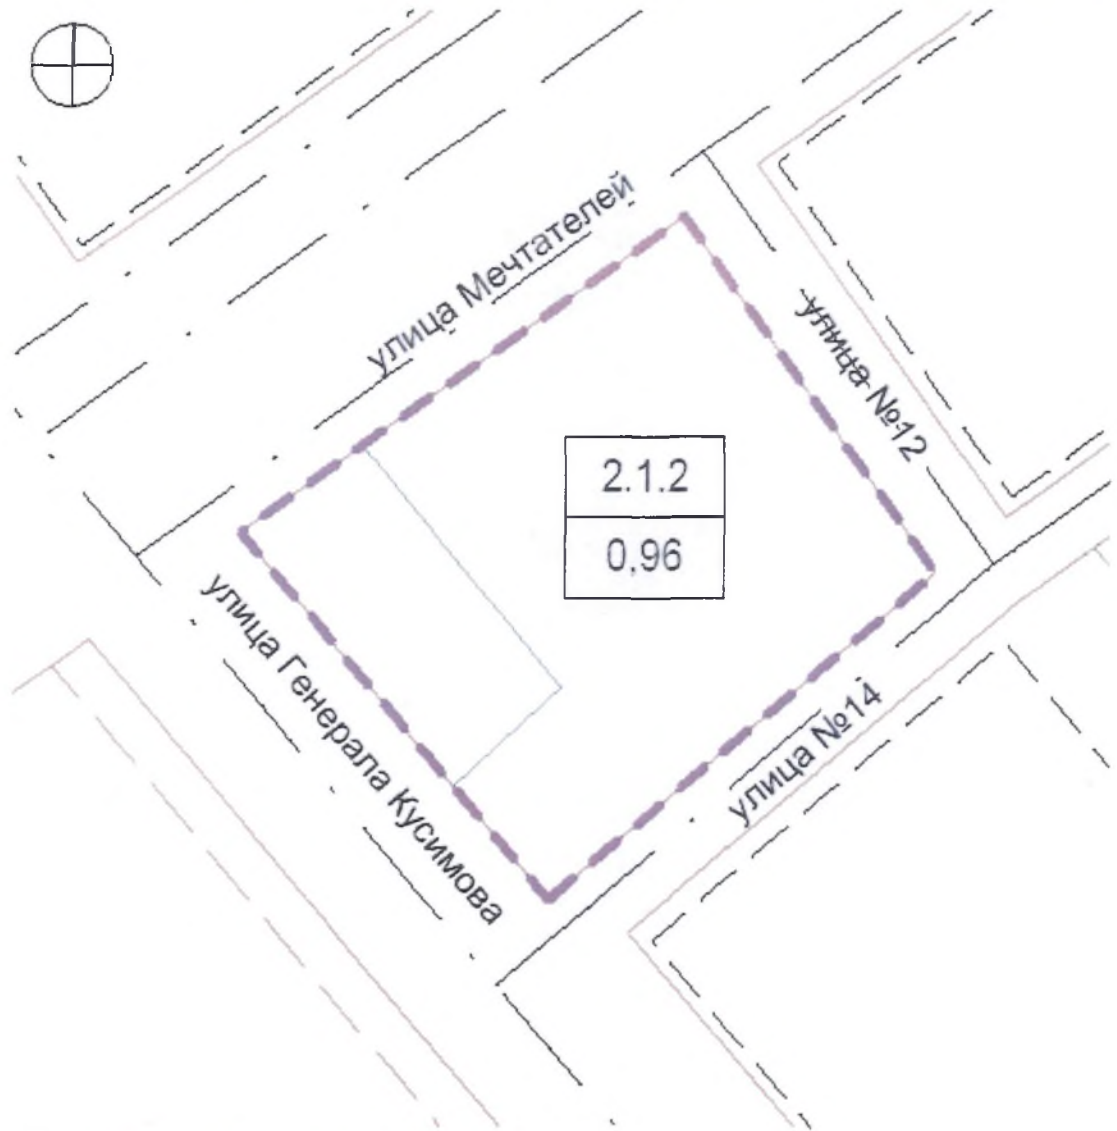 улица Мечтателей
улица №12
2.1.2
0,96
улица Генерала Кусимова
улица №14